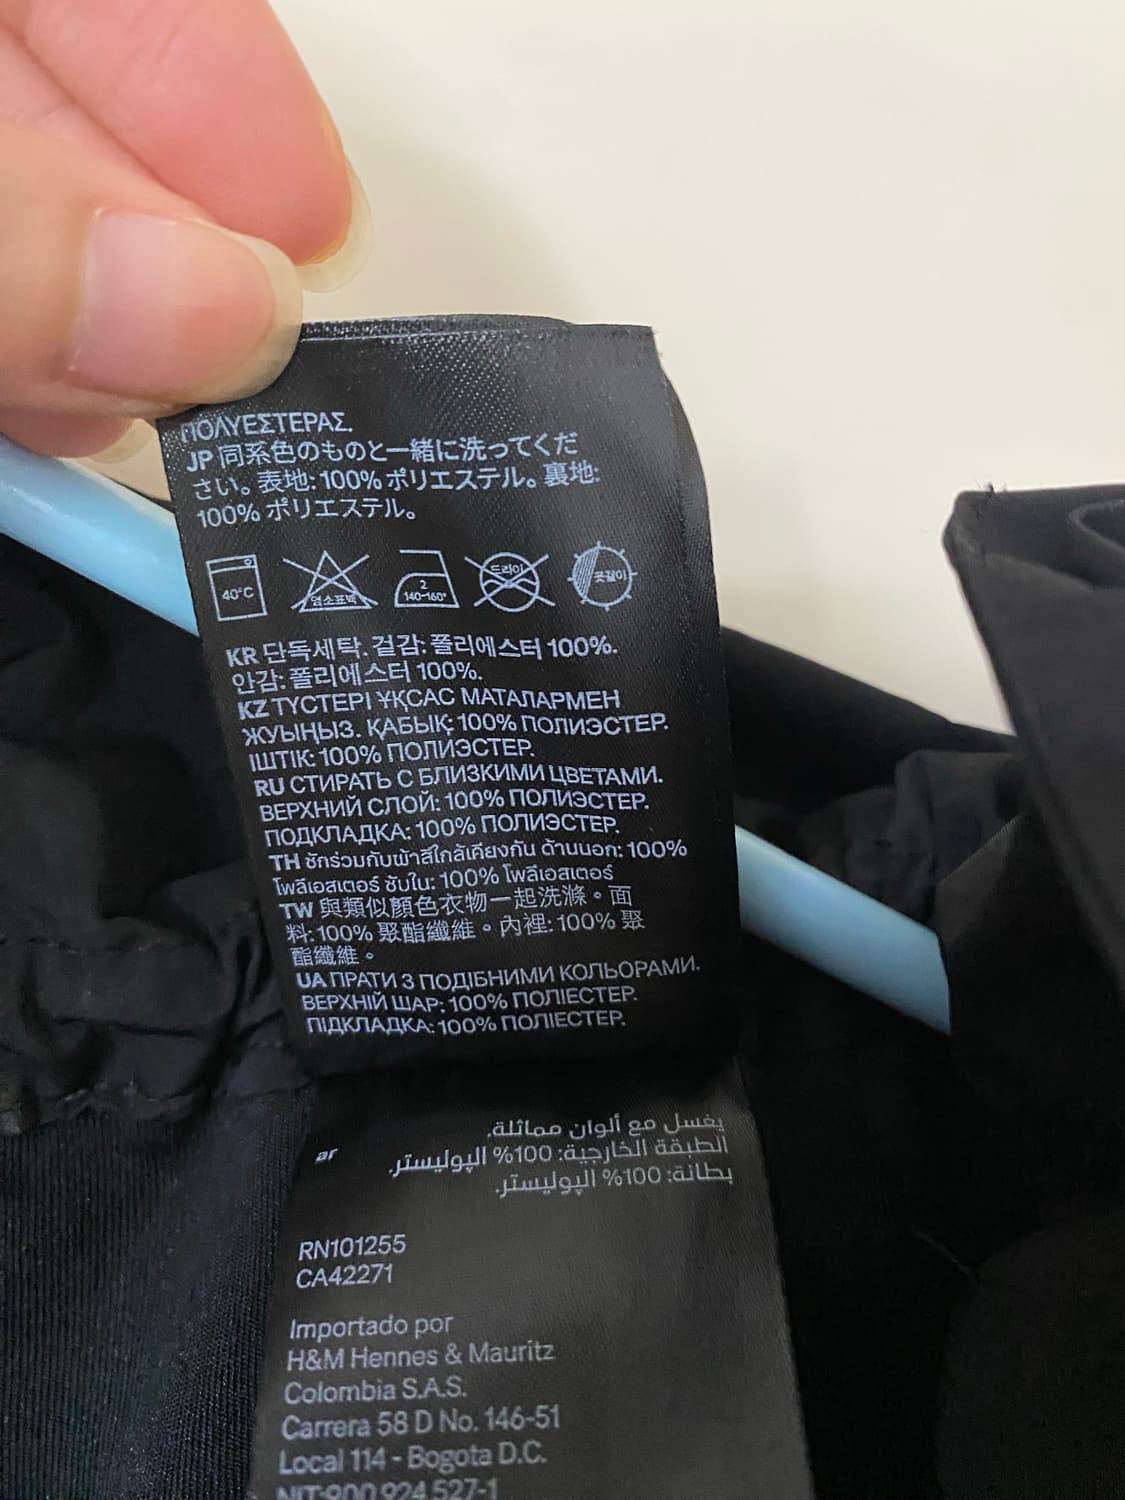 ΠΟΛΥΕΣΤΕΡΑΣ.
JP 同系色のものと一緒に洗ってくだ
さい。表地: 100% ポリエステル。裏地:
100% ポリエステル。
40°C 염소표백 2 140-160° 드라이 옷걸이
KR 단독세탁. 겉감: 폴리에스터 100%.
안감: 폴리에스터 100%.
KZ ТҮСТЕРІ ҰҚСАС МАТАЛАРМЕН
ЖУЫҢЫЗ. ҚАБЫҚ: 100% ПОЛИЭСТЕР.
ІШТІК: 100% ПОЛИЭСТЕР.
RU СТИРАТЬ С БЛИЗКИМИ ЦВЕТАМИ.
ВЕРХНИЙ СЛОЙ: 100% ПОЛИЭСТЕР.
ПОДКЛАДКА: 100% ПОЛИЭСТЕР.
TH ซักร่วมกับผ้าสีใกล้เคียงกัน ด้านนอก: 100%
โพลีเอสเตอร์ ซับใน: 100% โพลีเอสเตอร์
TW 與類似顏色衣物一起洗滌。面
料: 100% 聚酯纖維。內裡: 100% 聚
酯纖維。
UA ПРАТИ З ПОДІБНИМИ КОЛЬОРАМИ.
ВЕРХНІЙ ШАР: 100% ПОЛІЕСТЕР.
ПІДКЛАДКА: 100% ПОЛІЕСТЕР.
يغسل مع ألوان مماثلة.
ar الطبقة الخارجية: 100% البوليستر.
بطانة: 100% البوليستر.
RN101255
CA42271
Importado por
H&M Hennes & Mauritz
Colombia S.A.S.
Carrera 58 D No. 146-51
Local 114 - Bogota D.C.
NIT:900.924.527-1